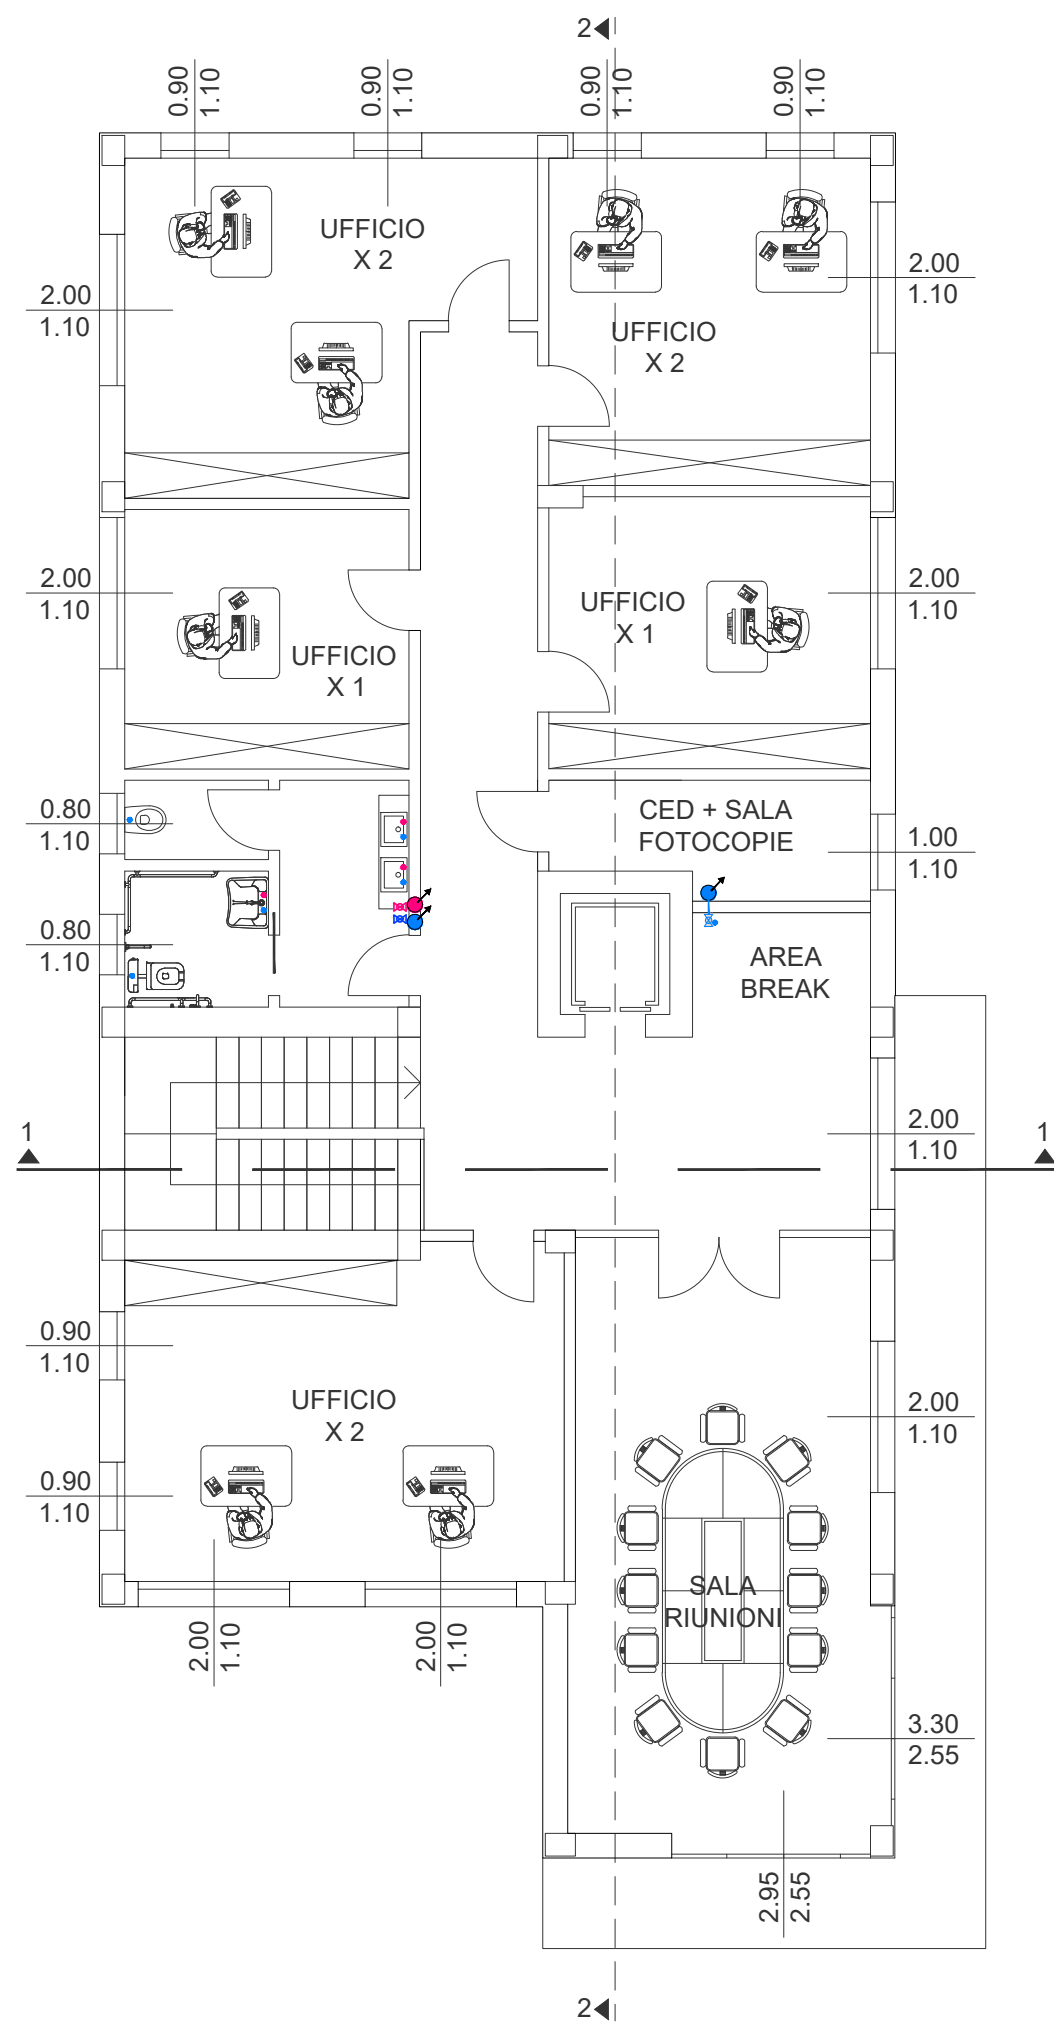 2
0.90
1.10
0.90
1.10
0.90
1.10
0.90
1.10
UFFICIO
X 2
2.00
1.10
2.00
1.10
UFFICIO
X 2
2.00
1.10
2.00
1.10
UFFICIO
X 1
UFFICIO
X 1
0.80
1.10
CED + SALA
FOTOCOPIE
1.00
1.10
0.80
1.10
AREA
BREAK
1
2.00
1.10
1
0.90
1.10
UFFICIO
X 2
2.00
1.10
0.90
1.10
SALA
RIUNIONI
2.00
1.10
2.00
1.10
3.30
2.55
2.95
2.55
2